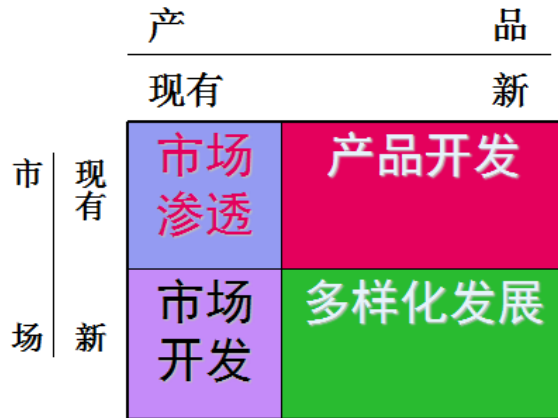 产 品
现有 新
市 现有
市场渗透
产品开发
场 新
市场开发
多样化发展